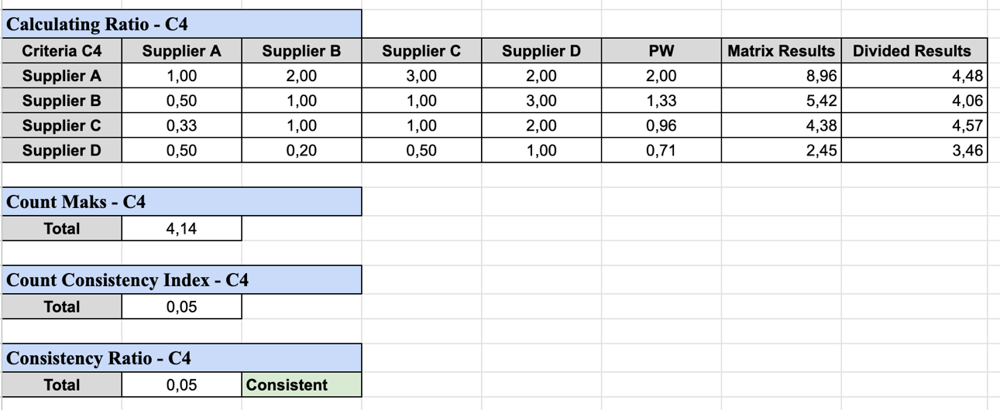 Calculating Ratio - C4
Criteria C4 Supplier A Supplier B Supplier C Supplier D PW Matrix Results Divided Results
Supplier A 1,00 2,00 3,00 2,00 2,00 8,96 4,48
Supplier B 0,50 1,00 1,00 3,00 1,33 5,42 4,06
Supplier C 0,33 1,00 1,00 2,00 0,96 4,38 4,57
Supplier D 0,50 0,20 0,50 1,00 0,71 2,45 3,46
Count Maks - C4
Total 4,14
Count Consistency Index - C4
Total 0,05
Consistency Ratio - C4
Total 0,05 Consistent